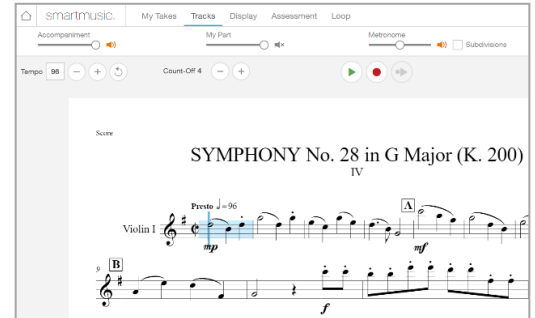 smartmusic. My Takes Tracks Display Assessment Loop
Accompaniment My Part Metronome
Subdivisions
Tempo 96 Count-Off 4
Score
SYMPHONY No. 28 in G Major (K. 200)
IV
Presto ♩=96 A
Violin I
mp mf
9 B
f